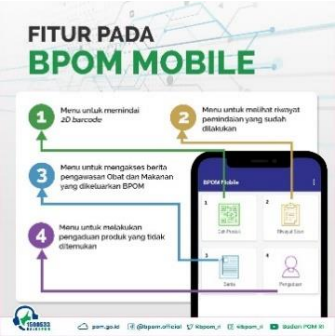 FITUR PADA
BPOM MOBILE
1
Menu untuk memindai
2D barcode
2
Menu untuk melihat riwayat
pemindaian yang sudah
dilakukan
3
Menu untuk mengakses berita
pengawasan Obat dan Makanan
yang dikeluarkan BPOM
4
Menu untuk melakukan
pengaduan produk yang tidak
ditemukan
BPOM Mobile
1
2
Cek Produk
Riwayat Scan
3
4
Berita
Pengaduan
1500533
pom.go.id
@bpom.official
@bpom_ri
@bpom_ri
Badan POM RI